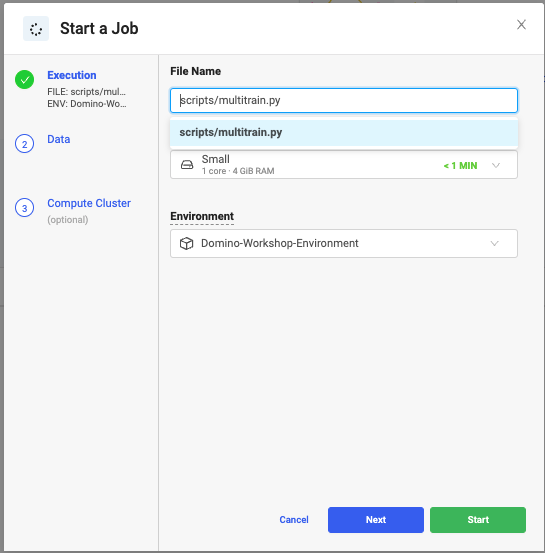 Start a Job
Execution
FILE: scripts/mul...
ENV: Domino-Wo...
2
Data
3
Compute Cluster
(optional)
File Name
scripts/multitrain.py
scripts/multitrain.py
Small
1 core · 4 GiB RAM
< 1 MIN
Environment
Domino-Workshop-Environment
Cancel
Next
Start